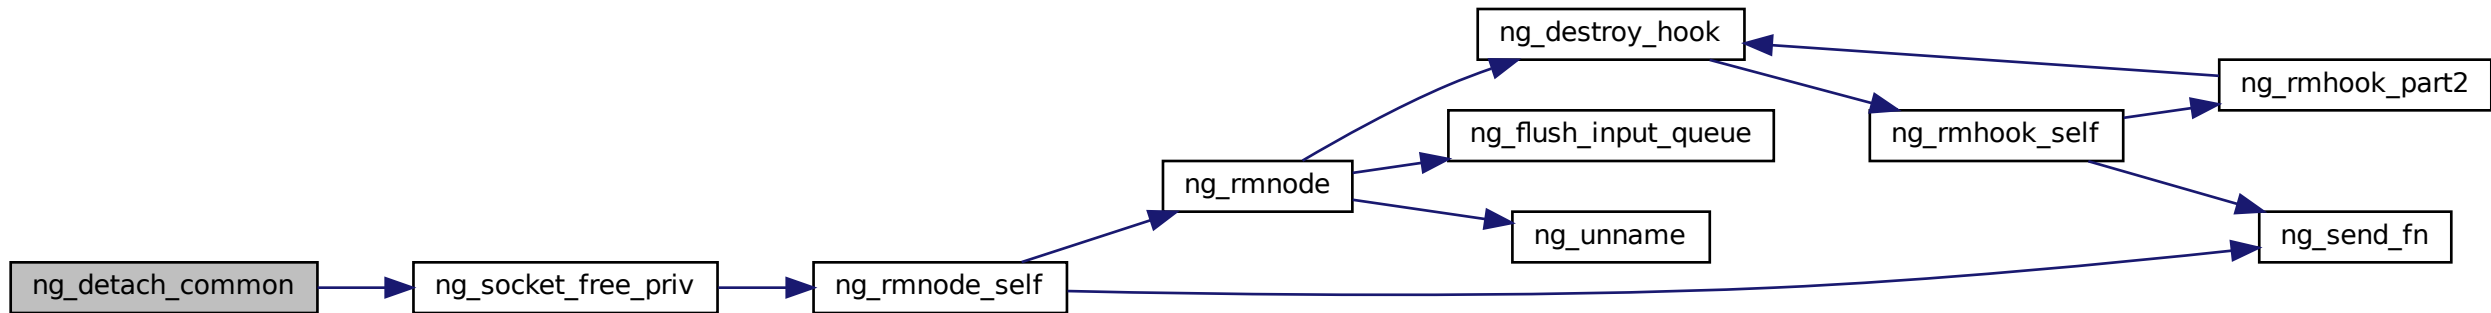 ng_destroy_hook
ng_rmhook_part2
ng_flush_input_queue
ng_rmhook_self
ng_rmnode
ng_unname
ng_send_fn
ng_detach_common
ng_socket_free_priv
ng_rmnode_self